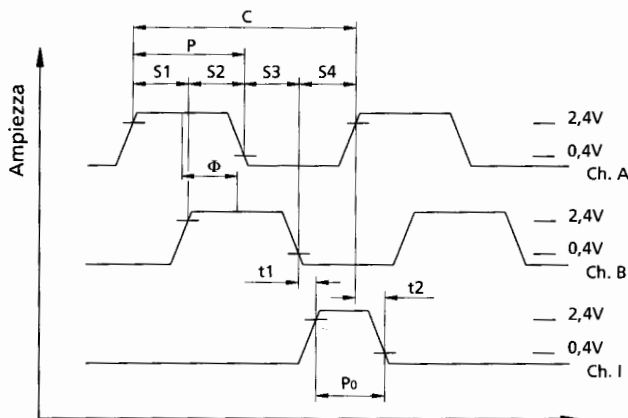 C
P
S1 S2 S3 S4
Ampiezza
2,4V
0,4V
Ch. A
Φ
2,4V
0,4V
Ch. B
t1
t2
2,4V
0,4V
Ch. I
P0